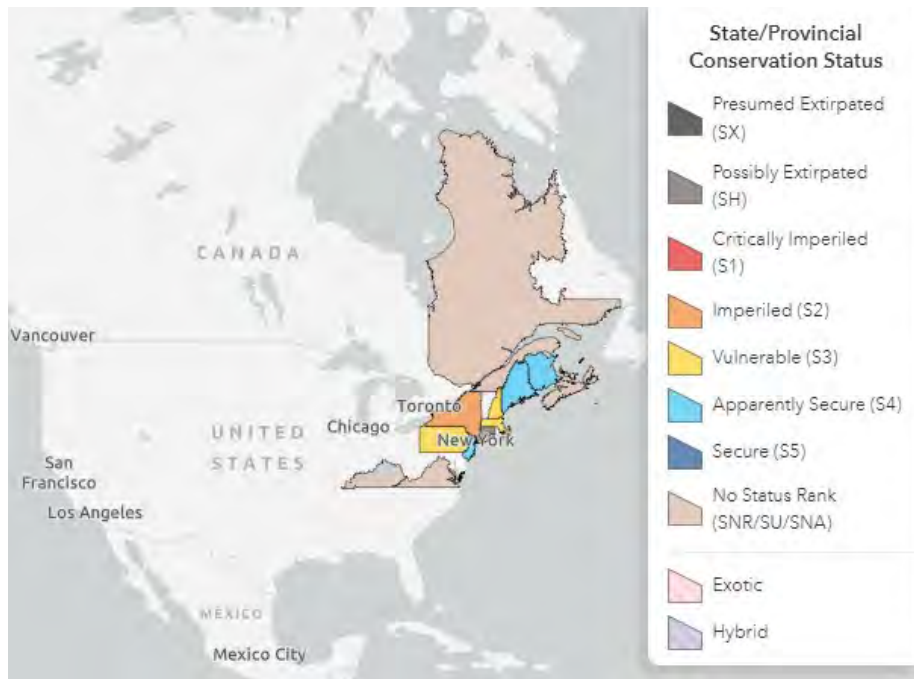 State/Provincial
Conservation Status
Presumed Extirpated
(SX)
Possibly Extirpated
(SH)
Critically Imperiled
(S1)
Imperiled (S2)
Vulnerable (S3)
Apparently Secure (S4)
Secure (S5)
No Status Rank
(SNR/SU/SNA)
Exotic
Hybrid
CANADA
Vancouver
Toronto
Chicago
New York
UNITED
STATES
San
Francisco
Los Angeles
MÉXICO
Mexico City